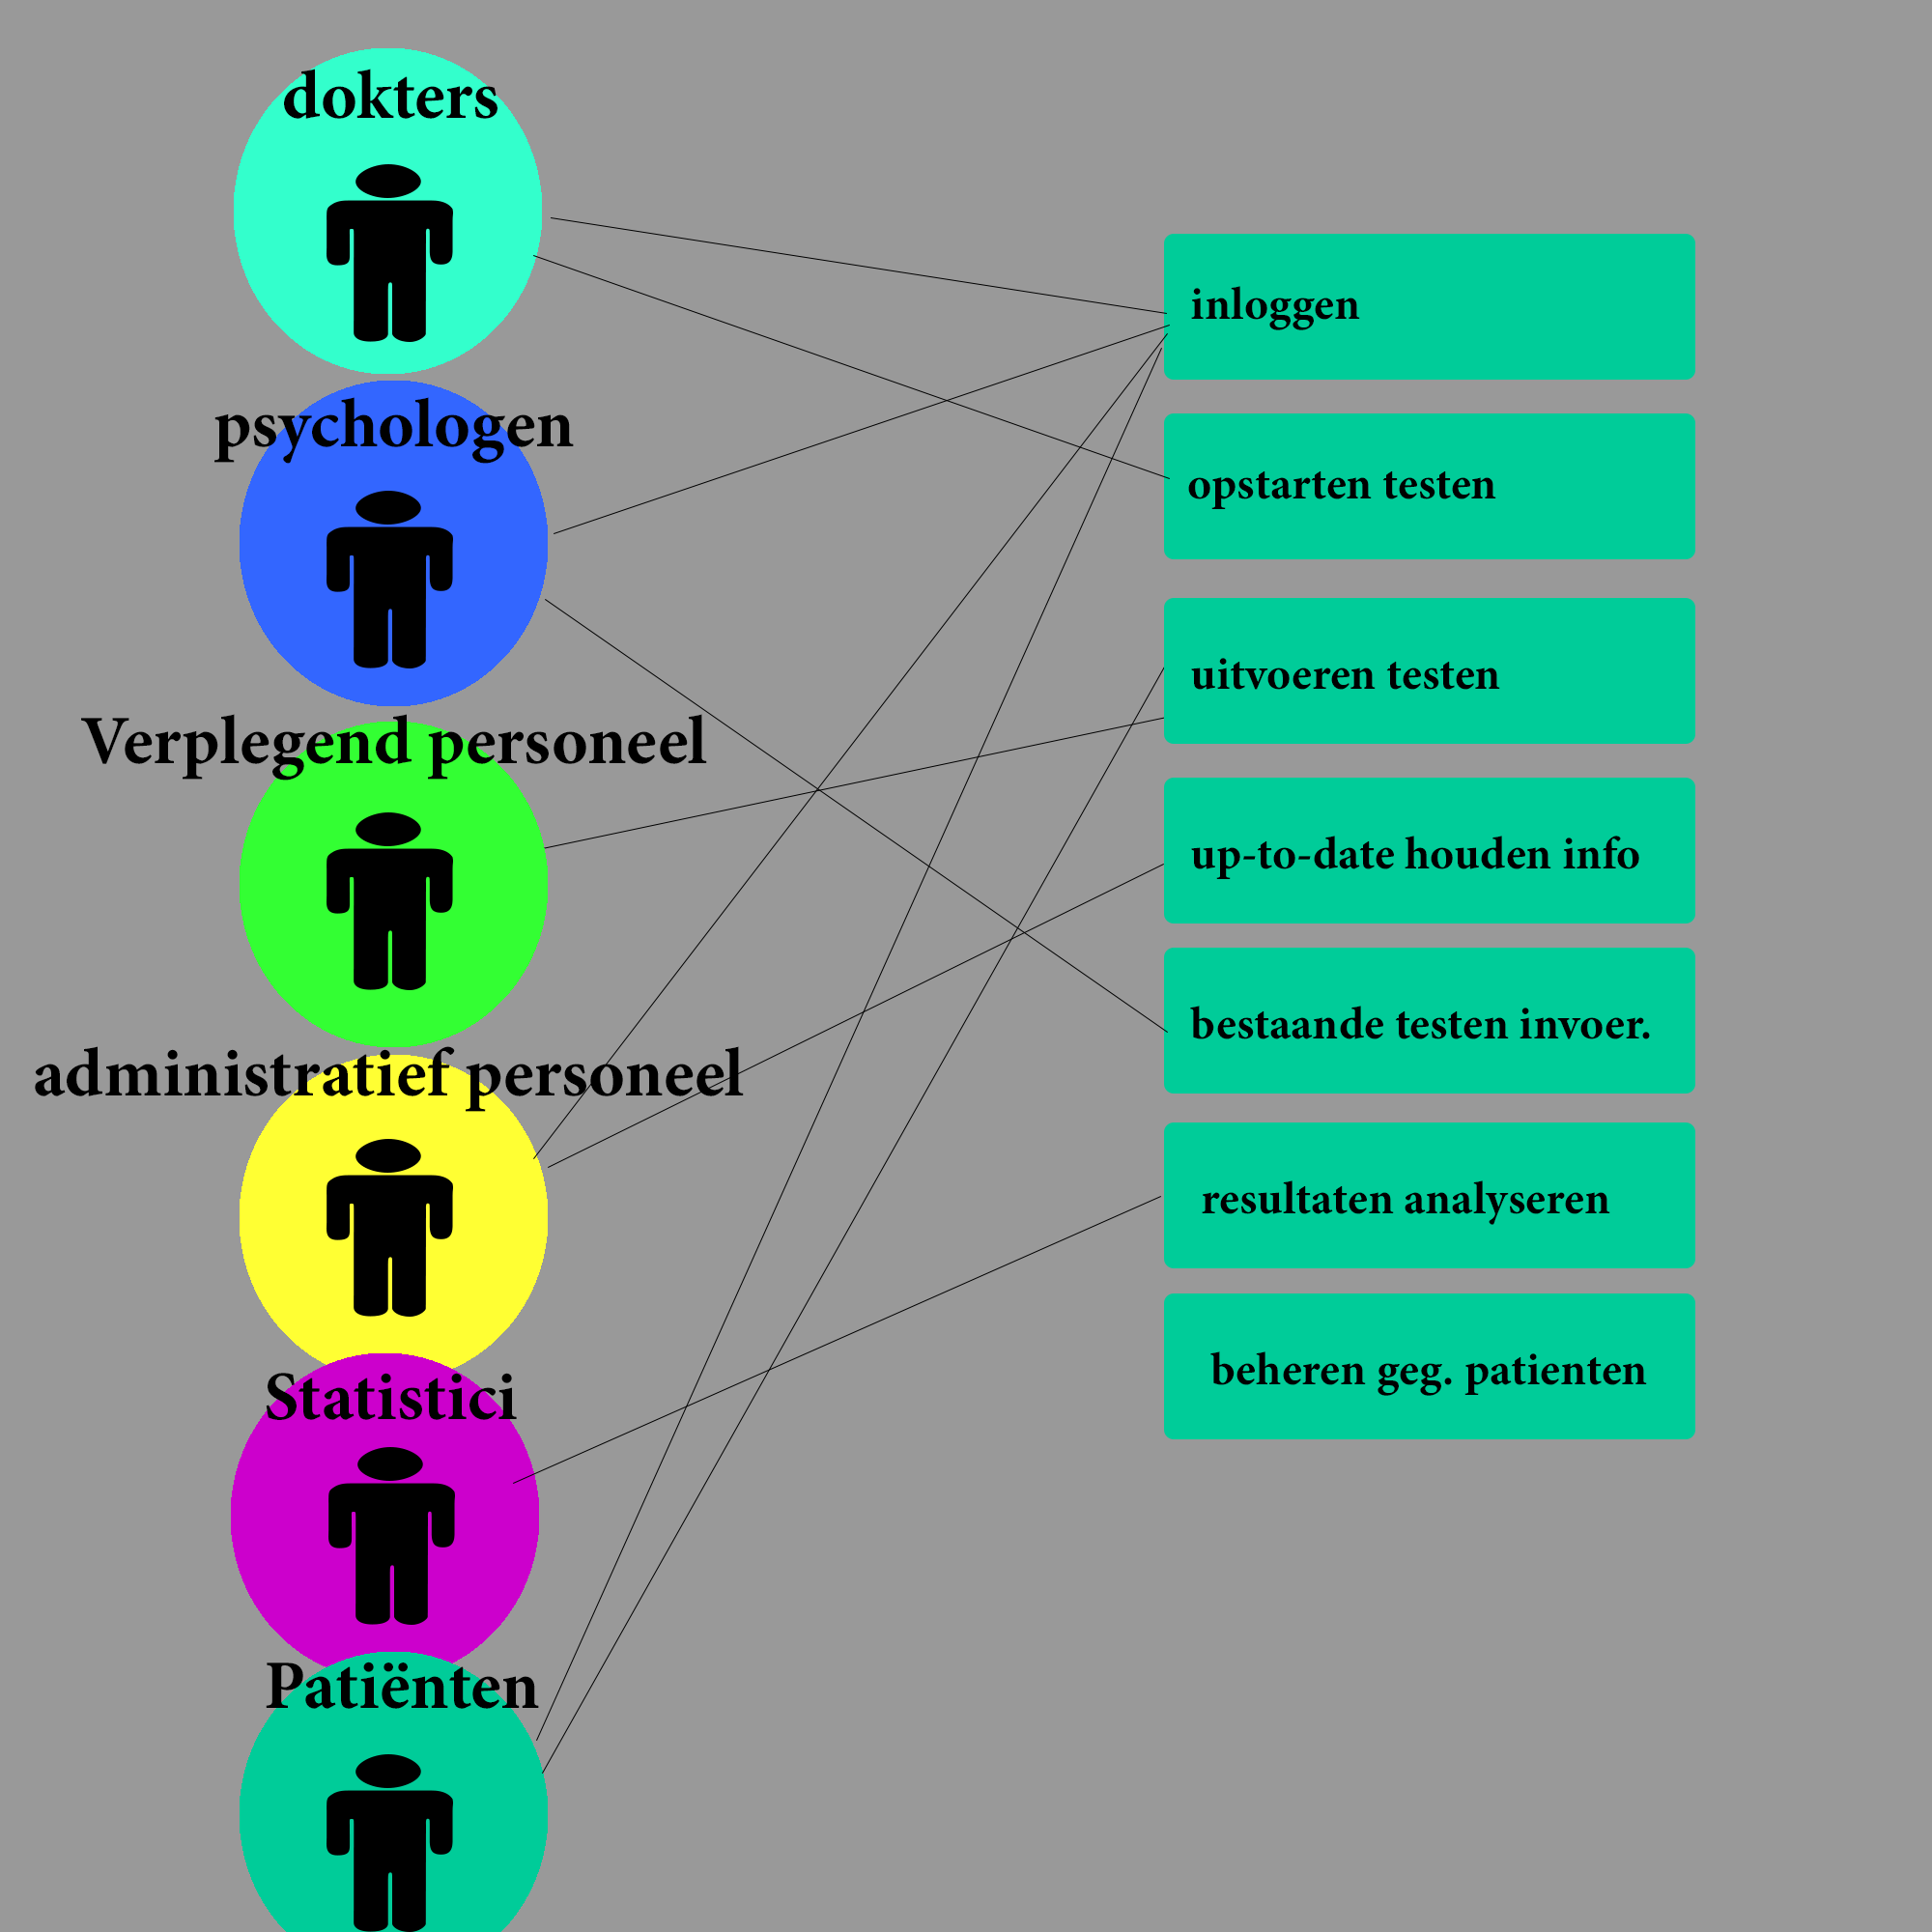 dokters
psychologen
Verplegend personeel
administratief personeel
Statistici
Patiënten
inloggen
opstarten testen
uitvoeren testen
up-to-date houden info
bestaande testen invoer.
resultaten analyseren
beheren geg. patienten